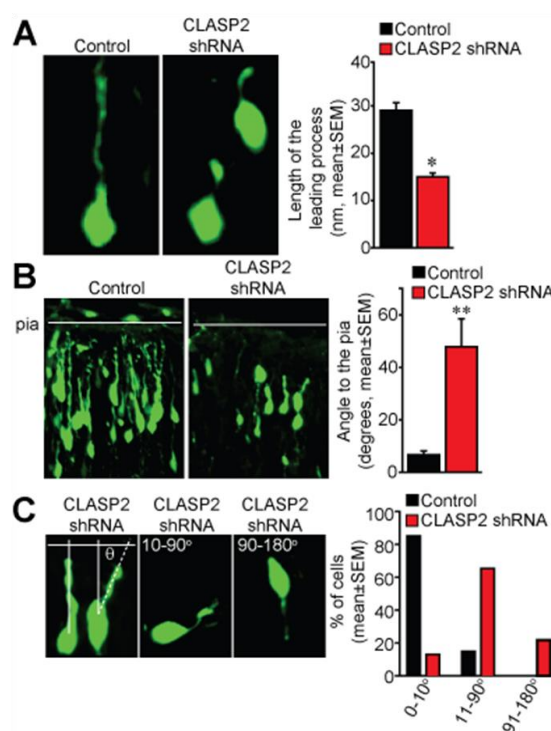 A
Control
CLASP2
shRNA
Control
CLASP2 shRNA
Length of the
leading process
(nm, mean±SEM)
40
30
20
10
0
*
B
Control
CLASP2
shRNA
pia
Control
CLASP2 shRNA
Angle to the pia
(degrees, mean±SEM)
60
40
20
0
**
C
CLASP2
shRNA
θ
CLASP2
shRNA
10-90°
CLASP2
shRNA
90-180°
Control
CLASP2 shRNA
% of cells
(mean±SEM)
100
80
60
40
20
0
0-10°
11-90°
91-180°